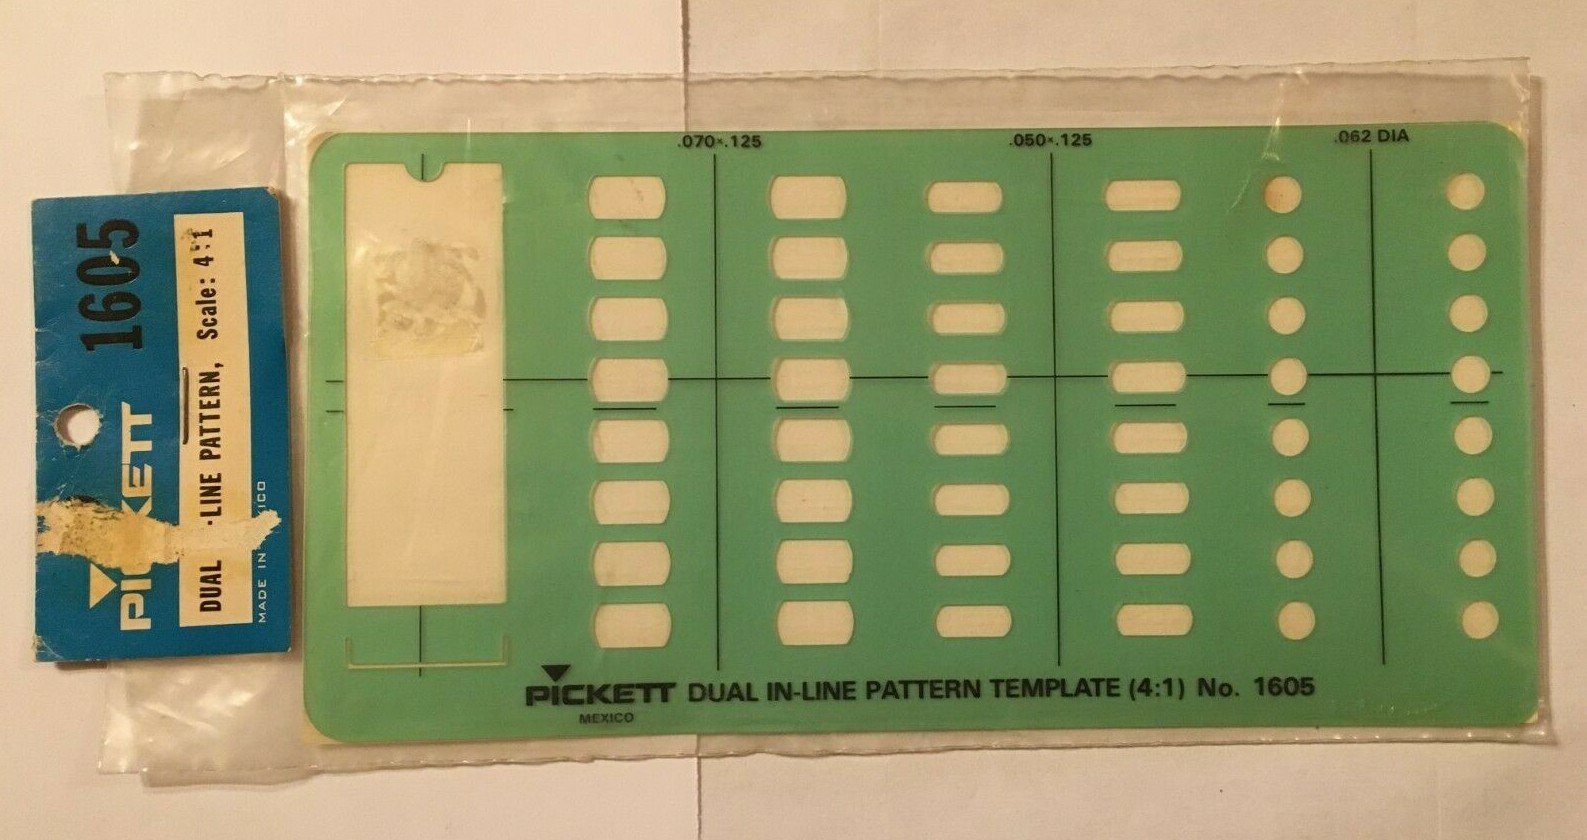 1605
PICKETT
DUAL -LINE PATTERN, Scale: 4:1
MADE IN ICO
.070×.125
.050×.125
.062 DIA
PICKETT DUAL IN-LINE PATTERN TEMPLATE (4:1) No. 1605
MEXICO